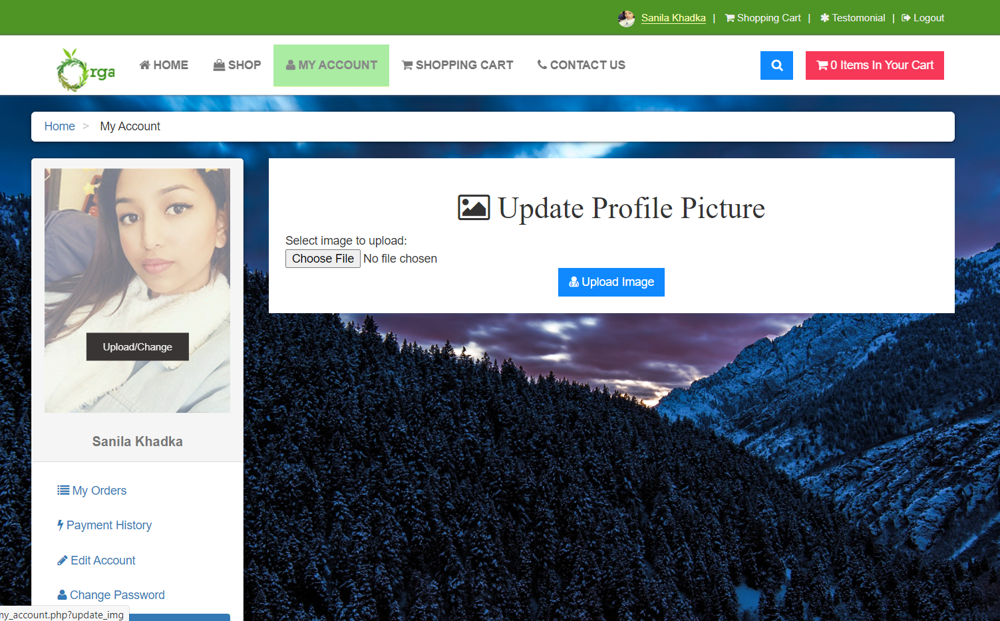 Sanila Khadka | Shopping Cart | Testomonial | Logout
rga
HOME SHOP MY ACCOUNT SHOPPING CART CONTACT US 0 Items In Your Cart
Home > My Account
Update Profile Picture
Select image to upload:
Choose File No file chosen
Upload Image
Upload/Change
Sanila Khadka
My Orders
Payment History
Edit Account
Change Password
my_account.php?update_img